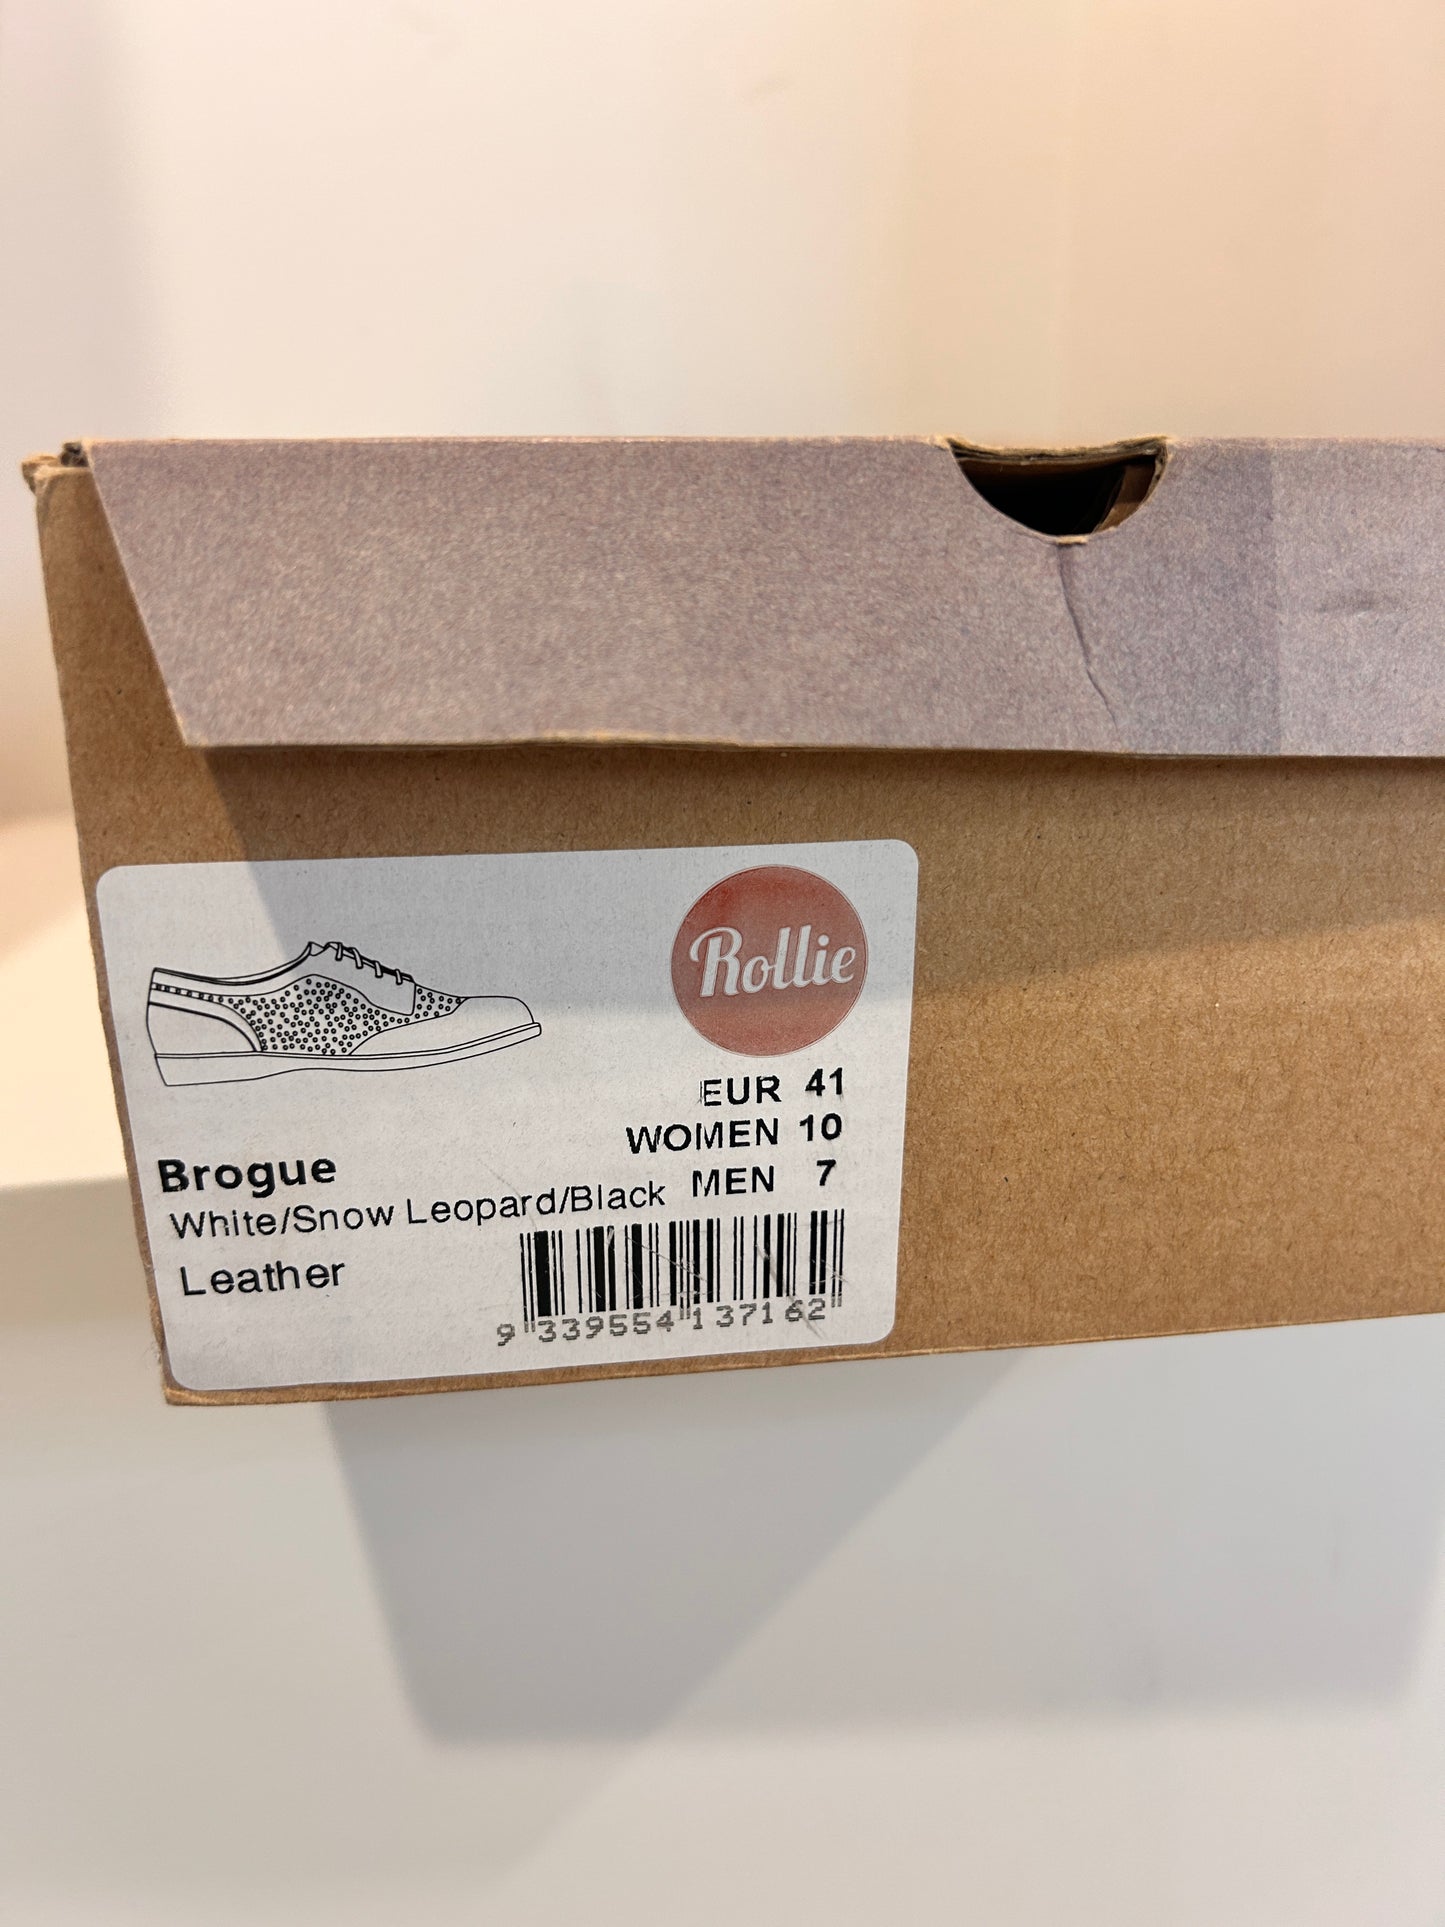 Rollie
EUR 41
WOMEN 10
MEN 7
Brogue
White/Snow Leopard/Black
Leather
9 339554 137162